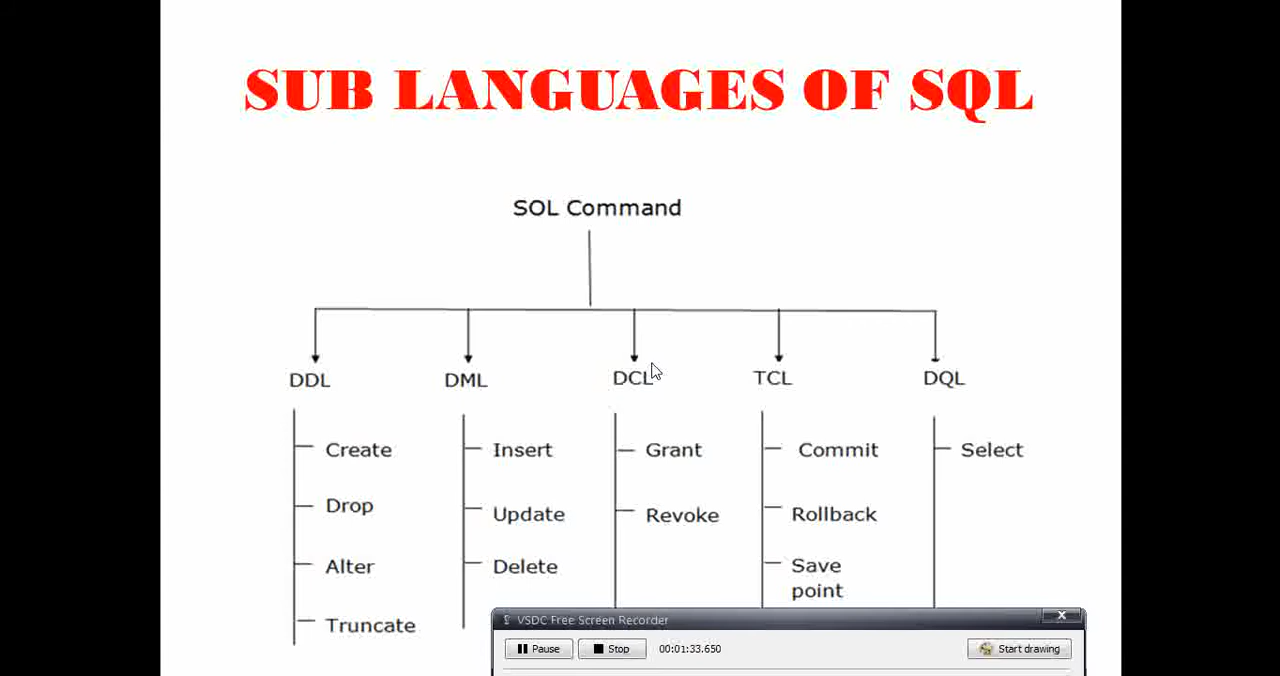 SUB LANGUAGES OF SQL
SOL Command
DDL DML DCL TCL DQL
Create Insert Grant Commit Select
Drop Update Revoke Rollback
Alter Delete Save
point
Truncate
VSDC Free Screen Recorder
Pause Stop 00:01:33.650 Start drawing